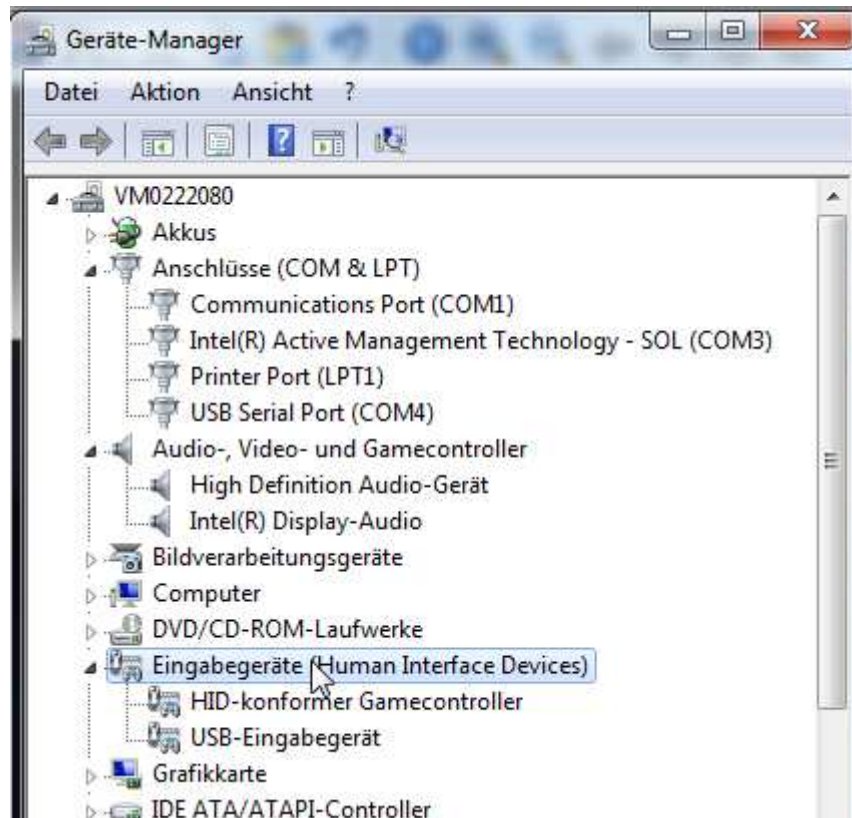 Geräte-Manager
Datei Aktion Ansicht ?
VM0222080
Akkus
Anschlüsse (COM & LPT)
Communications Port (COM1)
Intel(R) Active Management Technology - SOL (COM3)
Printer Port (LPT1)
USB Serial Port (COM4)
Audio-, Video- und Gamecontroller
High Definition Audio-Gerät
Intel(R) Display-Audio
Bildverarbeitungsgeräte
Computer
DVD/CD-ROM-Laufwerke
Eingabegeräte (Human Interface Devices)
HID-konformer Gamecontroller
USB-Eingabegerät
Grafikkarte
IDE ATA/ATAPI-Controller